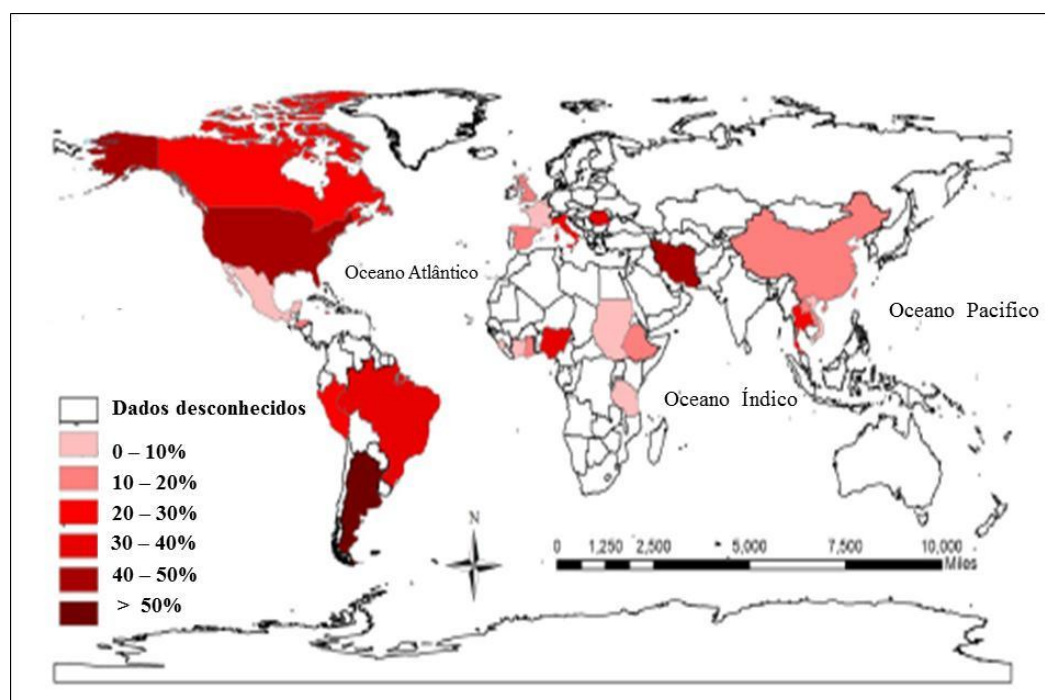 Oceano Atlântico
Oceano Pacifico
Oceano Índico
Dados desconhecidos
0 – 10%
10 – 20%
20 – 30%
30 – 40%
40 – 50%
> 50%
N
0 1,250 2,500 5,000 7,500 10,000
Miles